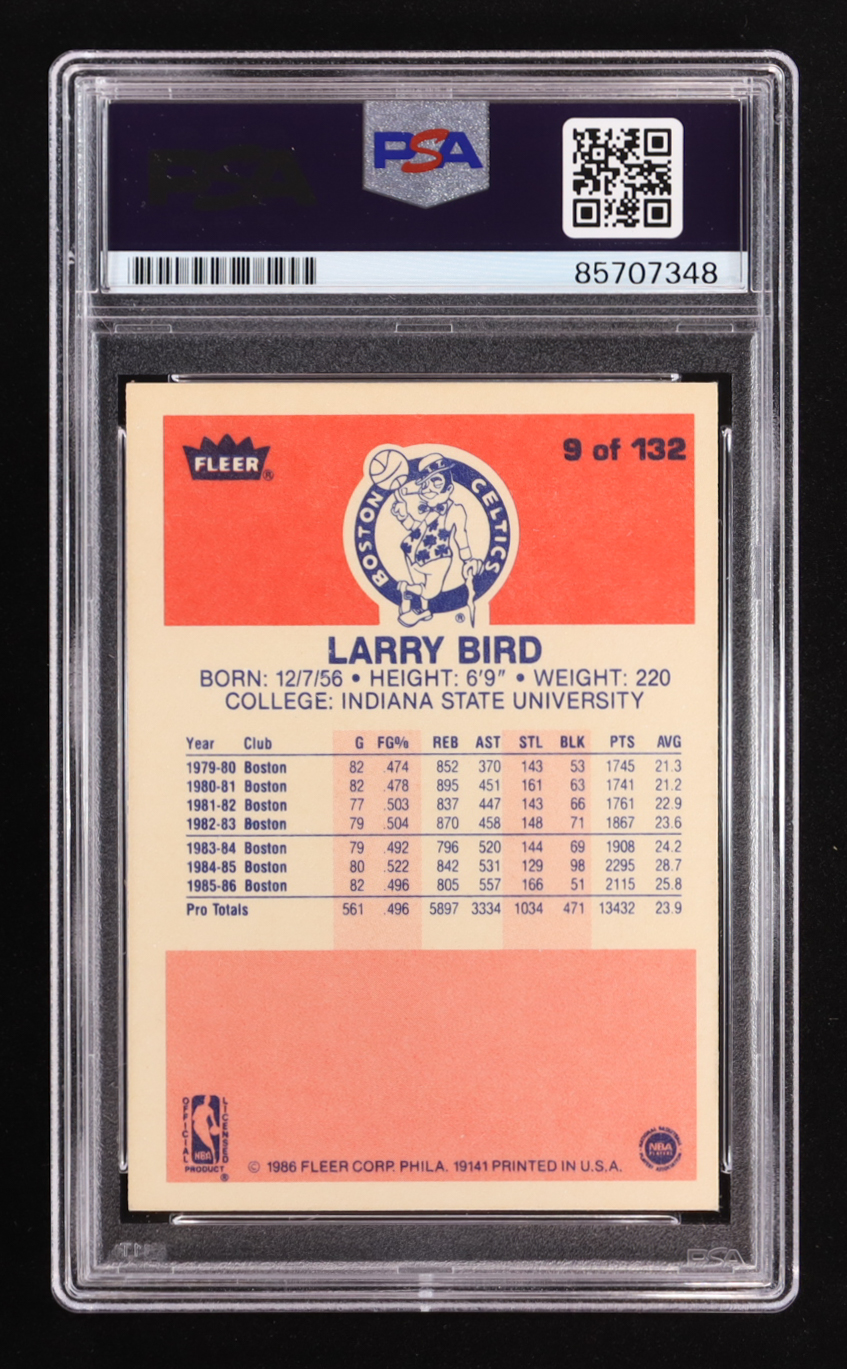 PSA
PSA
85707348
FLEER®
9 of 132
BOSTON CELTICS
®
LARRY BIRD
BORN: 12/7/56 • HEIGHT: 6'9" • WEIGHT: 220
COLLEGE: INDIANA STATE UNIVERSITY
Year Club G FG% REB AST STL BLK PTS AVG
1979-80 Boston 82 .474 852 370 143 53 1745 21.3
1980-81 Boston 82 .478 895 451 161 63 1741 21.2
1981-82 Boston 77 .503 837 447 143 66 1761 22.9
1982-83 Boston 79 .504 870 458 148 71 1867 23.6
1983-84 Boston 79 .492 796 520 144 69 1908 24.2
1984-85 Boston 80 .522 842 531 129 98 2295 28.7
1985-86 Boston 82 .496 805 557 166 51 2115 25.8
Pro Totals 561 .496 5897 3334 1034 471 13432 23.9
OFFICIAL LICENSED
NBA
PRODUCT ®
© 1986 FLEER CORP. PHILA. 19141 PRINTED IN U.S.A.
NBA
PLAYERS
PSA